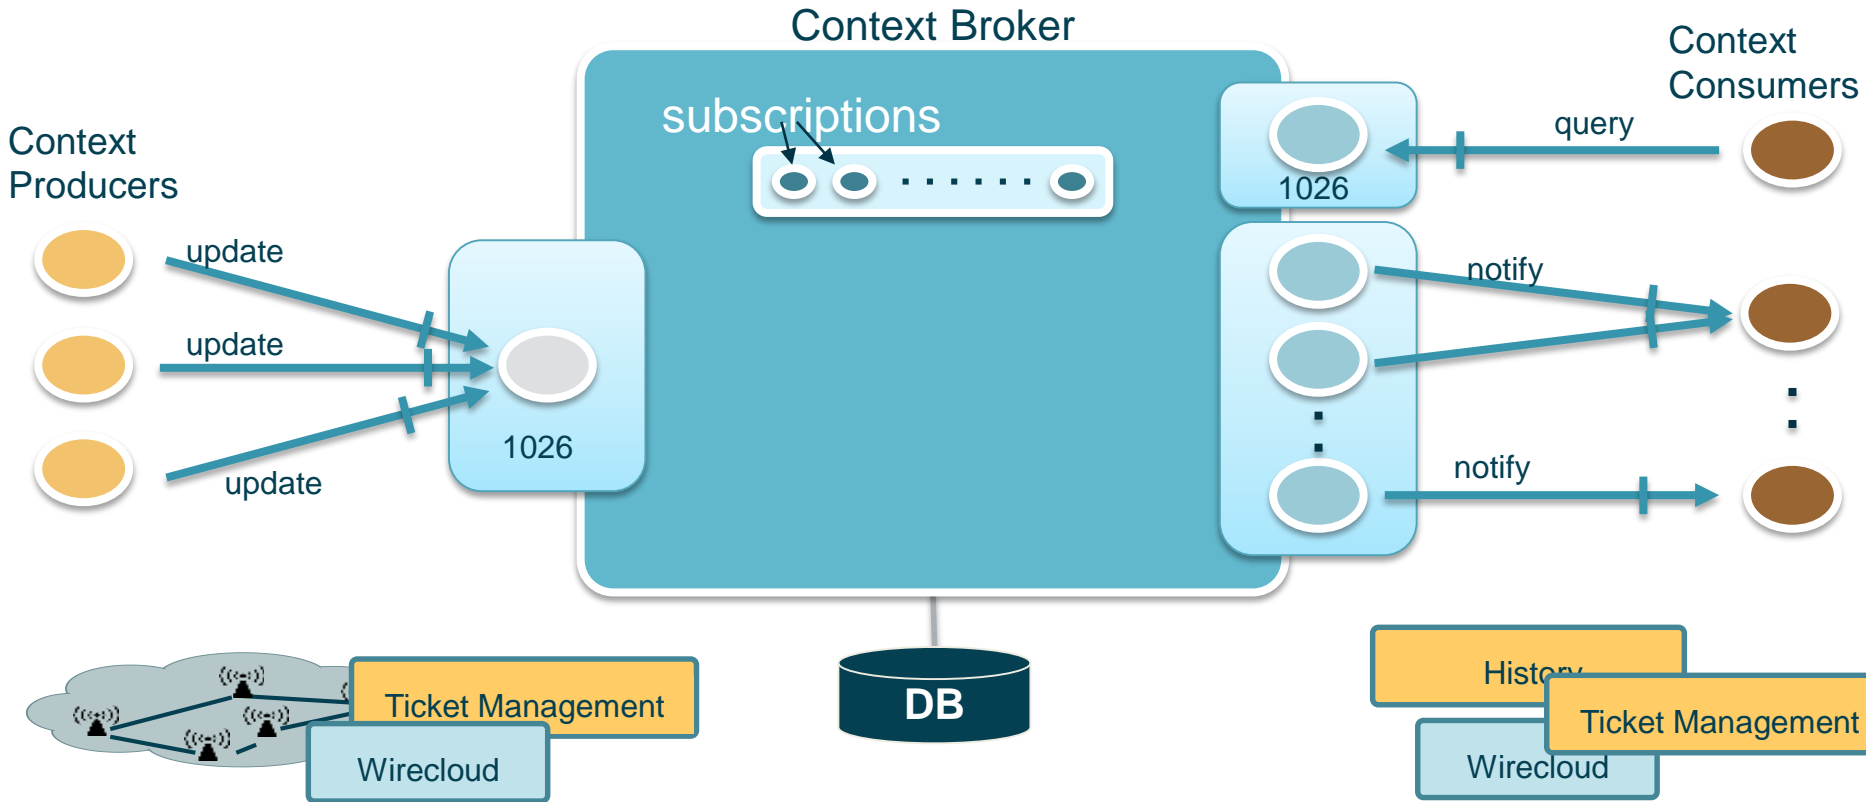 Context Broker
Context
Consumers
subscriptions
query
Context
Producers
1026
update
notify
update
1026
update
notify
History
Ticket Management
DB
Ticket Management
Wirecloud
Wirecloud